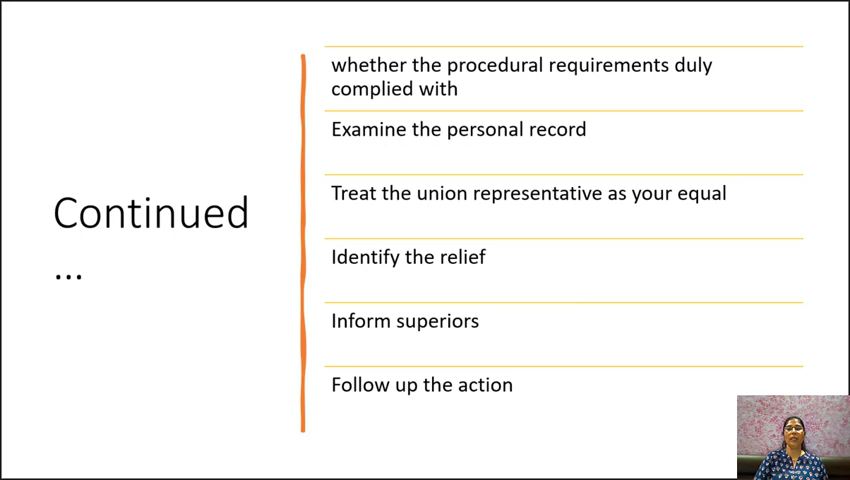 Continued
...
whether the procedural requirements duly
complied with
Examine the personal record
Treat the union representative as your equal
Identify the relief
Inform superiors
Follow up the action